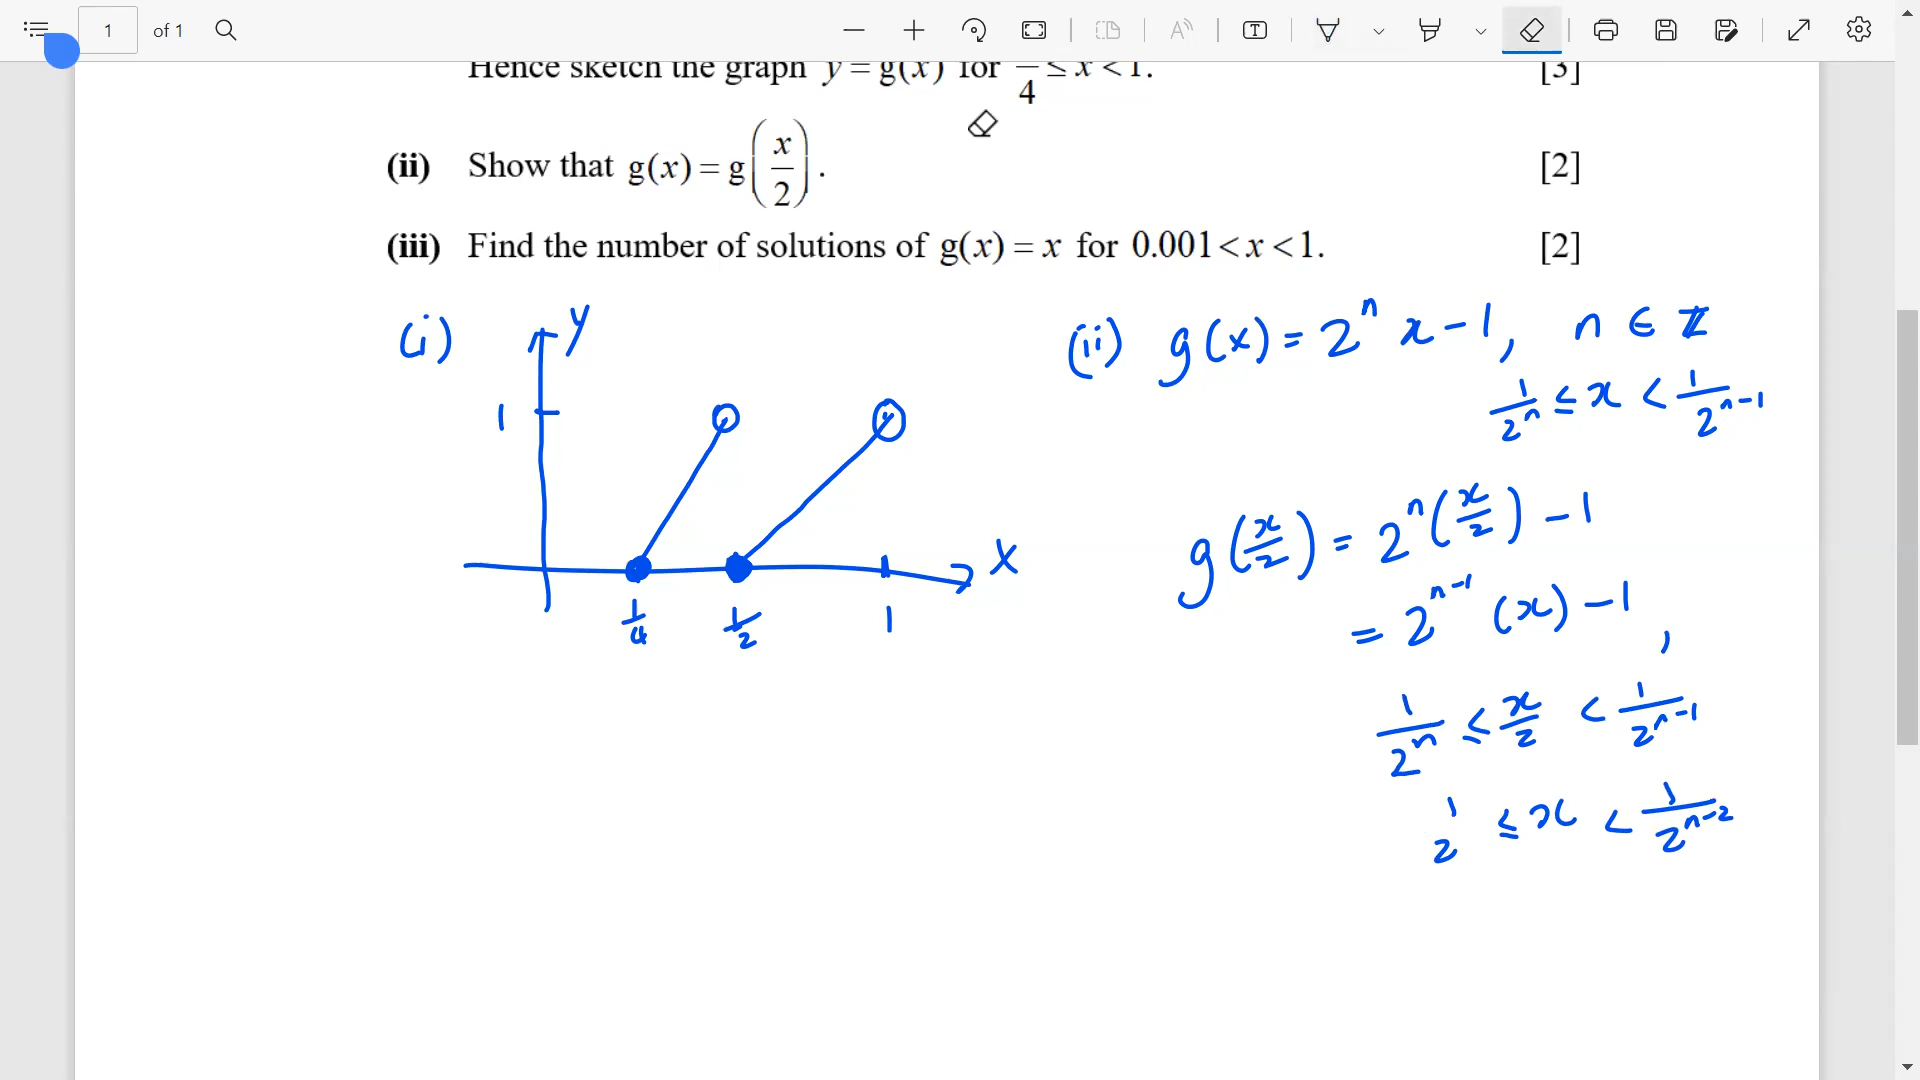 1 of 1
Hence sketch the graph y = g(x) for /4 ≤ x < 1. [3]
(ii) Show that g(x) = g(x/2). [2]
(iii) Find the number of solutions of g(x) = x for 0.001 < x < 1. [2]
(i) y
1
x
1/4 1/2 1
(ii) g(x) = 2^n x - 1, n ∈ ℤ
1/2^n ≤ x < 1/2^(n-1)
g(x/2) = 2^n (x/2) - 1
= 2^(n-1) (x) - 1,
1/2^n ≤ x/2 < 1/2^(n-1)
1 2 ≤ x < 1/2^(n-2)